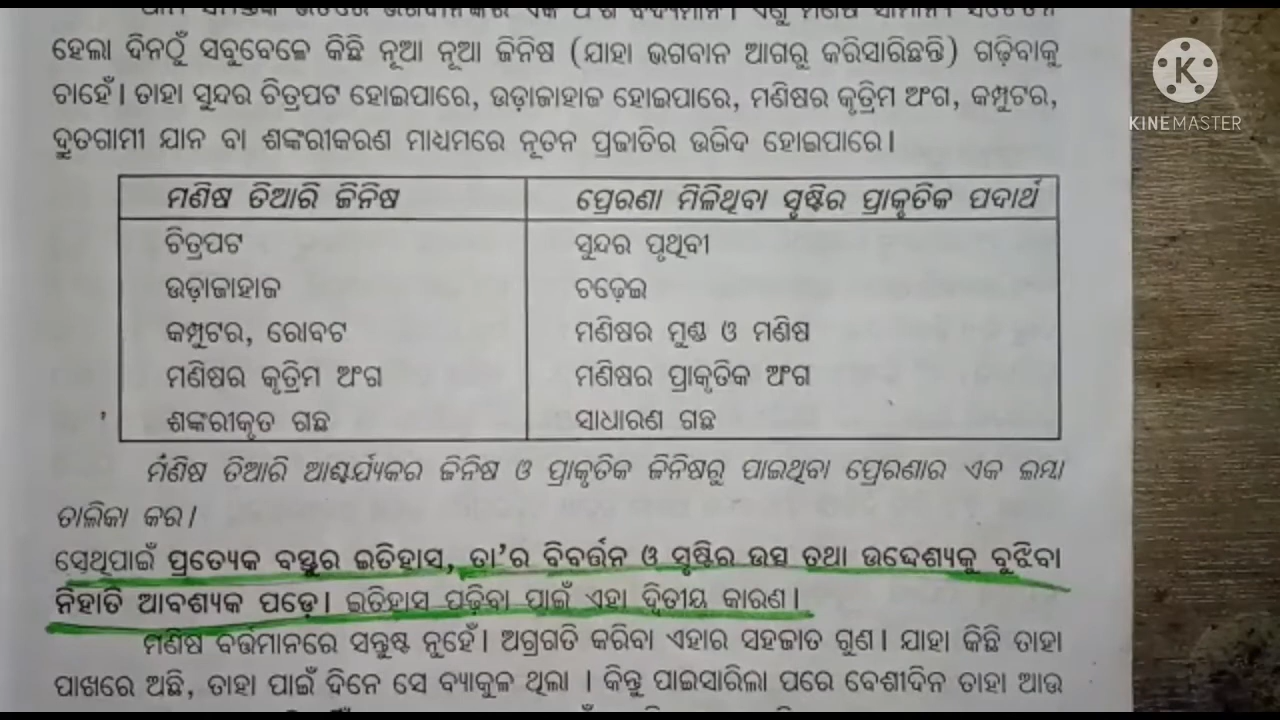 ହେଲା ଦିନଠୁଁ ସବୁବେଳେ କିଛି ନୂଆ ନୂଆ ଜିନିଷ (ଯାହା ଭଗବାନ ଆଗରୁ କରିସାରିଛନ୍ତି) ଗଢ଼ିବାକୁ
ଚାହେଁ। ତାହା ସୁନ୍ଦର ଚିତ୍ରପଟ ହୋଇପାରେ, ଉଡ଼ାଜାହାଜ ହୋଇପାରେ, ମଣିଷର କୃତ୍ରିମ ଅଂଗ, କମ୍ପୁଟର,
ଦ୍ରୁତଗାମୀ ଯାନ ବା ଶଙ୍କରୀକରଣ ମାଧ୍ୟମରେ ନୂତନ ପ୍ରଜାତିର ଉଦ୍ଭିଦ ହୋଇପାରେ।
KINEMASTER
ମଣିଷ ତିଆରି ଜିନିଷ ପ୍ରେରଣା ମିଳିଥିବା ସୃଷ୍ଟିର ପ୍ରାକୃତିକ ପଦାର୍ଥ
ଚିତ୍ରପଟ ସୁନ୍ଦର ପୃଥିବୀ
ଉଡ଼ାଜାହାଜ ଚଢ଼େଇ
କମ୍ପୁଟର, ରୋବଟ ମଣିଷର ମୁଣ୍ଡ ଓ ମଣିଷ
ମଣିଷର କୃତ୍ରିମ ଅଂଗ ମଣିଷର ପ୍ରାକୃତିକ ଅଂଗ
ଶଙ୍କରୀକୃତ ଗଛ ସାଧାରଣ ଗଛ
ମଣିଷ ତିଆରି ଆଶ୍ଚର୍ଯ୍ୟକର ଜିନିଷ ଓ ପ୍ରାକୃତିକ ଜିନିଷରୁ ପାଇଥିବା ପ୍ରେରଣାର ଏକ ଲମ୍ବା
ତାଲିକା କର।
ସେଥିପାଇଁ ପ୍ରତ୍ୟେକ ବସ୍ତୁର ଇତିହାସ, ତା'ର ବିବର୍ତ୍ତନ ଓ ସୃଷ୍ଟିର ଉତ୍ସ ତଥା ଉଦ୍ଦେଶ୍ୟକୁ ବୁଝିବା
ନିହାତି ଆବଶ୍ୟକ ପଡ଼େ। ଇତିହାସ ପଢ଼ିବା ପାଇଁ ଏହା ଦ୍ୱିତୀୟ କାରଣ।
ମଣିଷ ବର୍ତ୍ତମାନରେ ସନ୍ତୁଷ୍ଟ ନୁହେଁ। ଅଗ୍ରଗତି କରିବା ଏହାର ସହଜାତ ଗୁଣ। ଯାହା କିଛି ତାହା
ପାଖରେ ଅଛି, ତାହା ପାଇଁ ଦିନେ ସେ ବ୍ୟାକୁଳ ଥିଲା । କିନ୍ତୁ ପାଇସାରିଲା ପରେ ବେଶୀଦିନ ତାହା ଆଉ